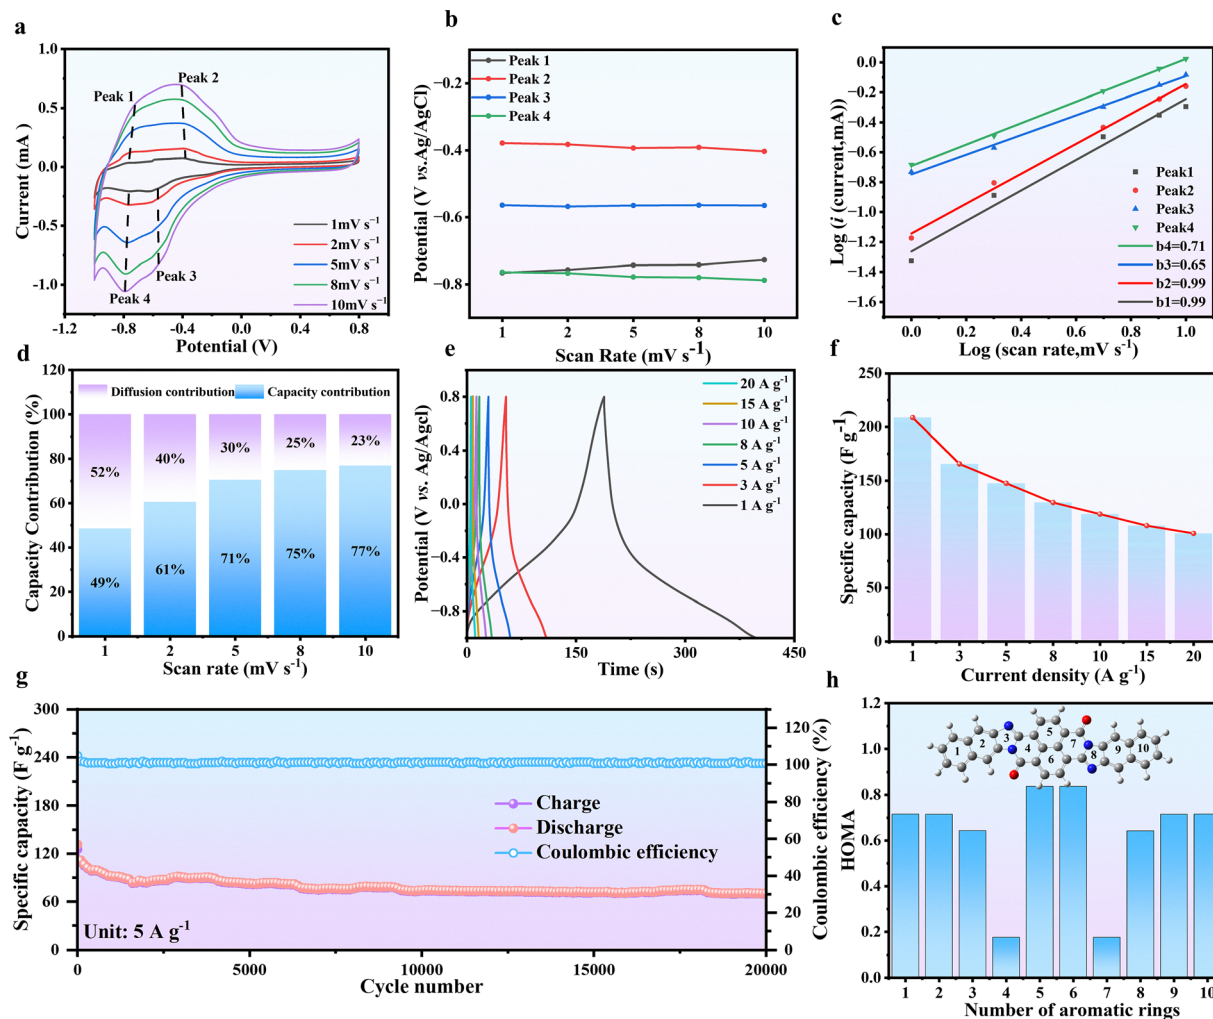 a
1.0
0.5
0.0
−0.5
−1.0
Current (mA )
Peak 1
Peak 2
Peak 3
Peak 4
1mV s−1
2mV s−1
5mV s−1
8mV s−1
10mV s−1
-1.2
-0.8
-0.4
0.0
0.4
0.8
Potential (V)
b
Peak 1
Peak 2
Peak 3
Peak 4
−0.2
−0.4
−0.6
−0.8
Potential (V vs.Ag/AgCl)
1
2
5
8
10
Scan Rate (mV s-1)
c
0.0
−0.2
−0.4
−0.6
−0.8
−1.0
−1.2
−1.4
−1.6
Log i (current,mA))
Peak1
Peak2
Peak3
Peak4
b4=0.71
b3=0.65
b2=0.99
b1=0.99
0.0
0.2
0.4
0.6
0.8
1.0
Log (scan rate,mV s-1)
d
120
100
80
60
40
20
0
Capacity Contribution (%)
Diffusion contribution
Capacity contribution
52%
40%
30%
25%
23%
49%
61%
71%
75%
77%
1
2
5
8
10
Scan rate (mV s-1)
e
0.8
0.4
0.0
−0.4
−0.8
Potential (V vs. Ag/Agcl)
20 A g-1
15 A g-1
10 A g-1
8 A g-1
5 A g-1
3 A g-1
1 A g-1
0
150
300
450
Time (s)
f
250
200
150
100
50
0
Specific capacity (F g-1)
1
3
5
8
10
15
20
Current density (A g-1)
g
300
240
180
120
60
0
Specific capacity (F g-1)
Charge
Discharge
Coulombic efficiency
Unit: 5 A g-1
120
100
80
60
40
20
0
Coulombic efficiency (%)
0
5000
10000
15000
20000
Cycle number
h
1.2
1.0
0.8
0.6
0.4
0.2
0.0
HOMA
1
2
3
4
5
6
7
8
9
10
1
2
3
4
5
6
7
8
9
10
Number of aromatic rings